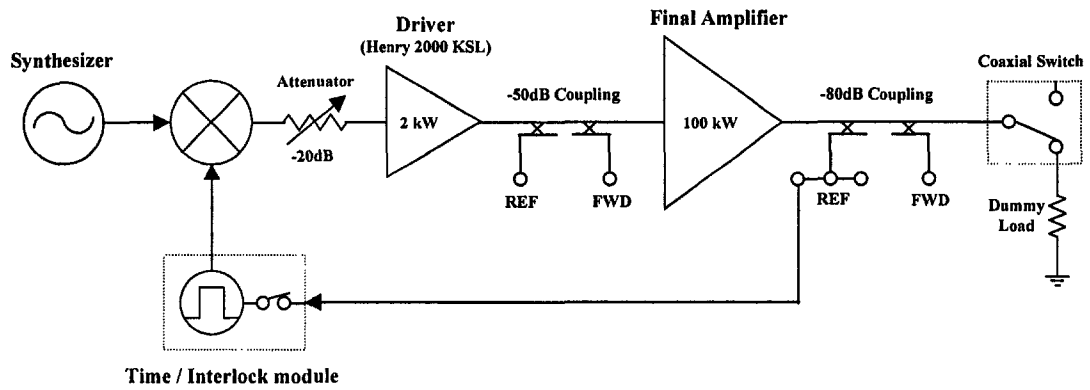 Synthesizer
Attenuator
-20dB
Driver
(Henry 2000 KSL)
2 kW
-50dB Coupling
REF
FWD
Final Amplifier
100 kW
-80dB Coupling
REF
FWD
Coaxial Switch
Dummy
Load
Time / Interlock module